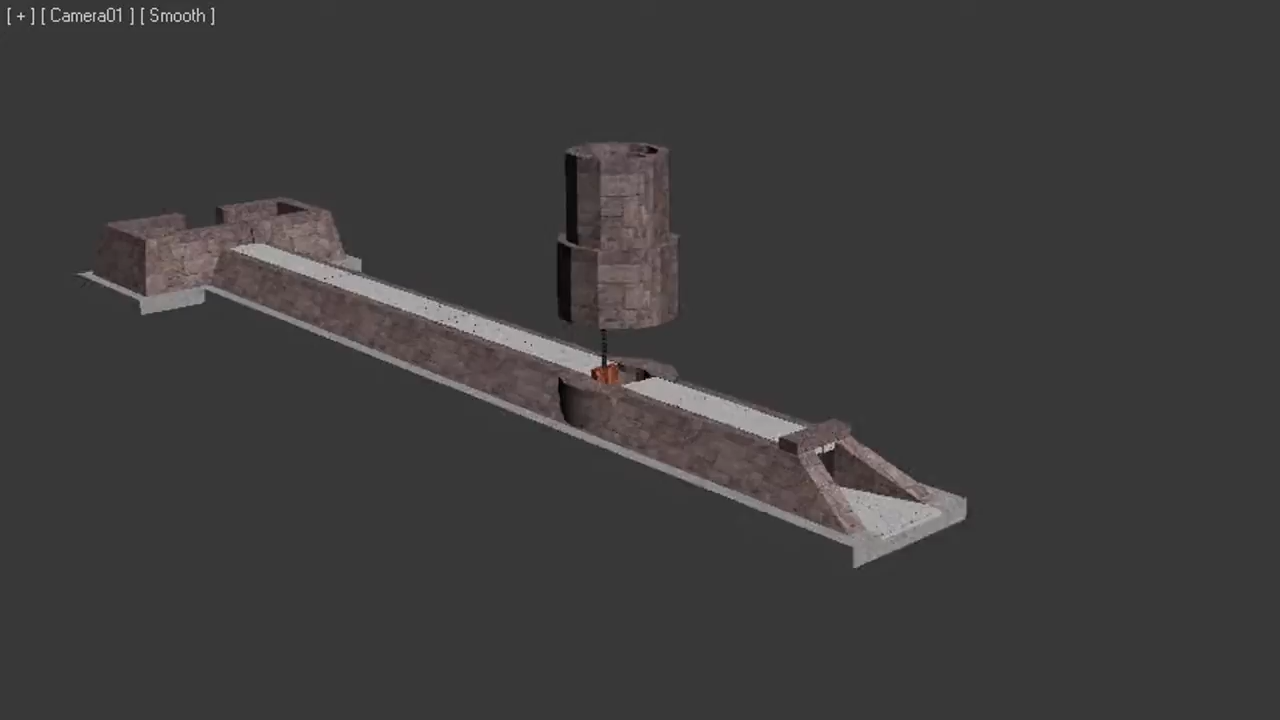 [ + ] [ Camera01 ] [ Smooth ]